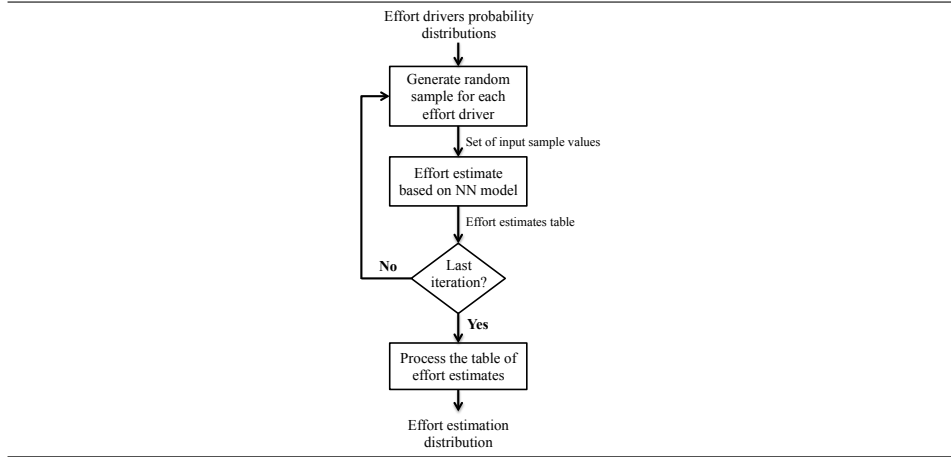 Effort drivers probability
distributions
Generate random
sample for each
effort driver
Set of input sample values
Effort estimate
based on NN model
Effort estimates table
Last
iteration?
No
Yes
Process the table of
effort estimates
Effort estimation
distribution